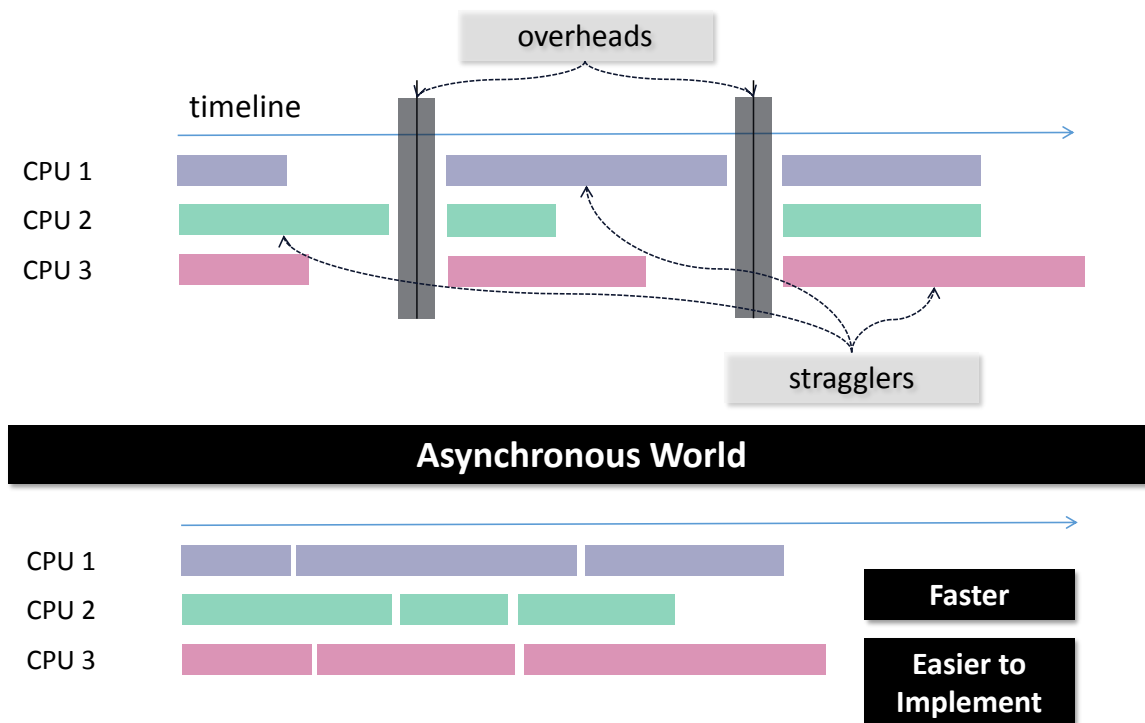 overheads
timeline
CPU 1
CPU 2
CPU 3
stragglers
Asynchronous World
CPU 1
CPU 2
CPU 3
Faster
Easier to
Implement